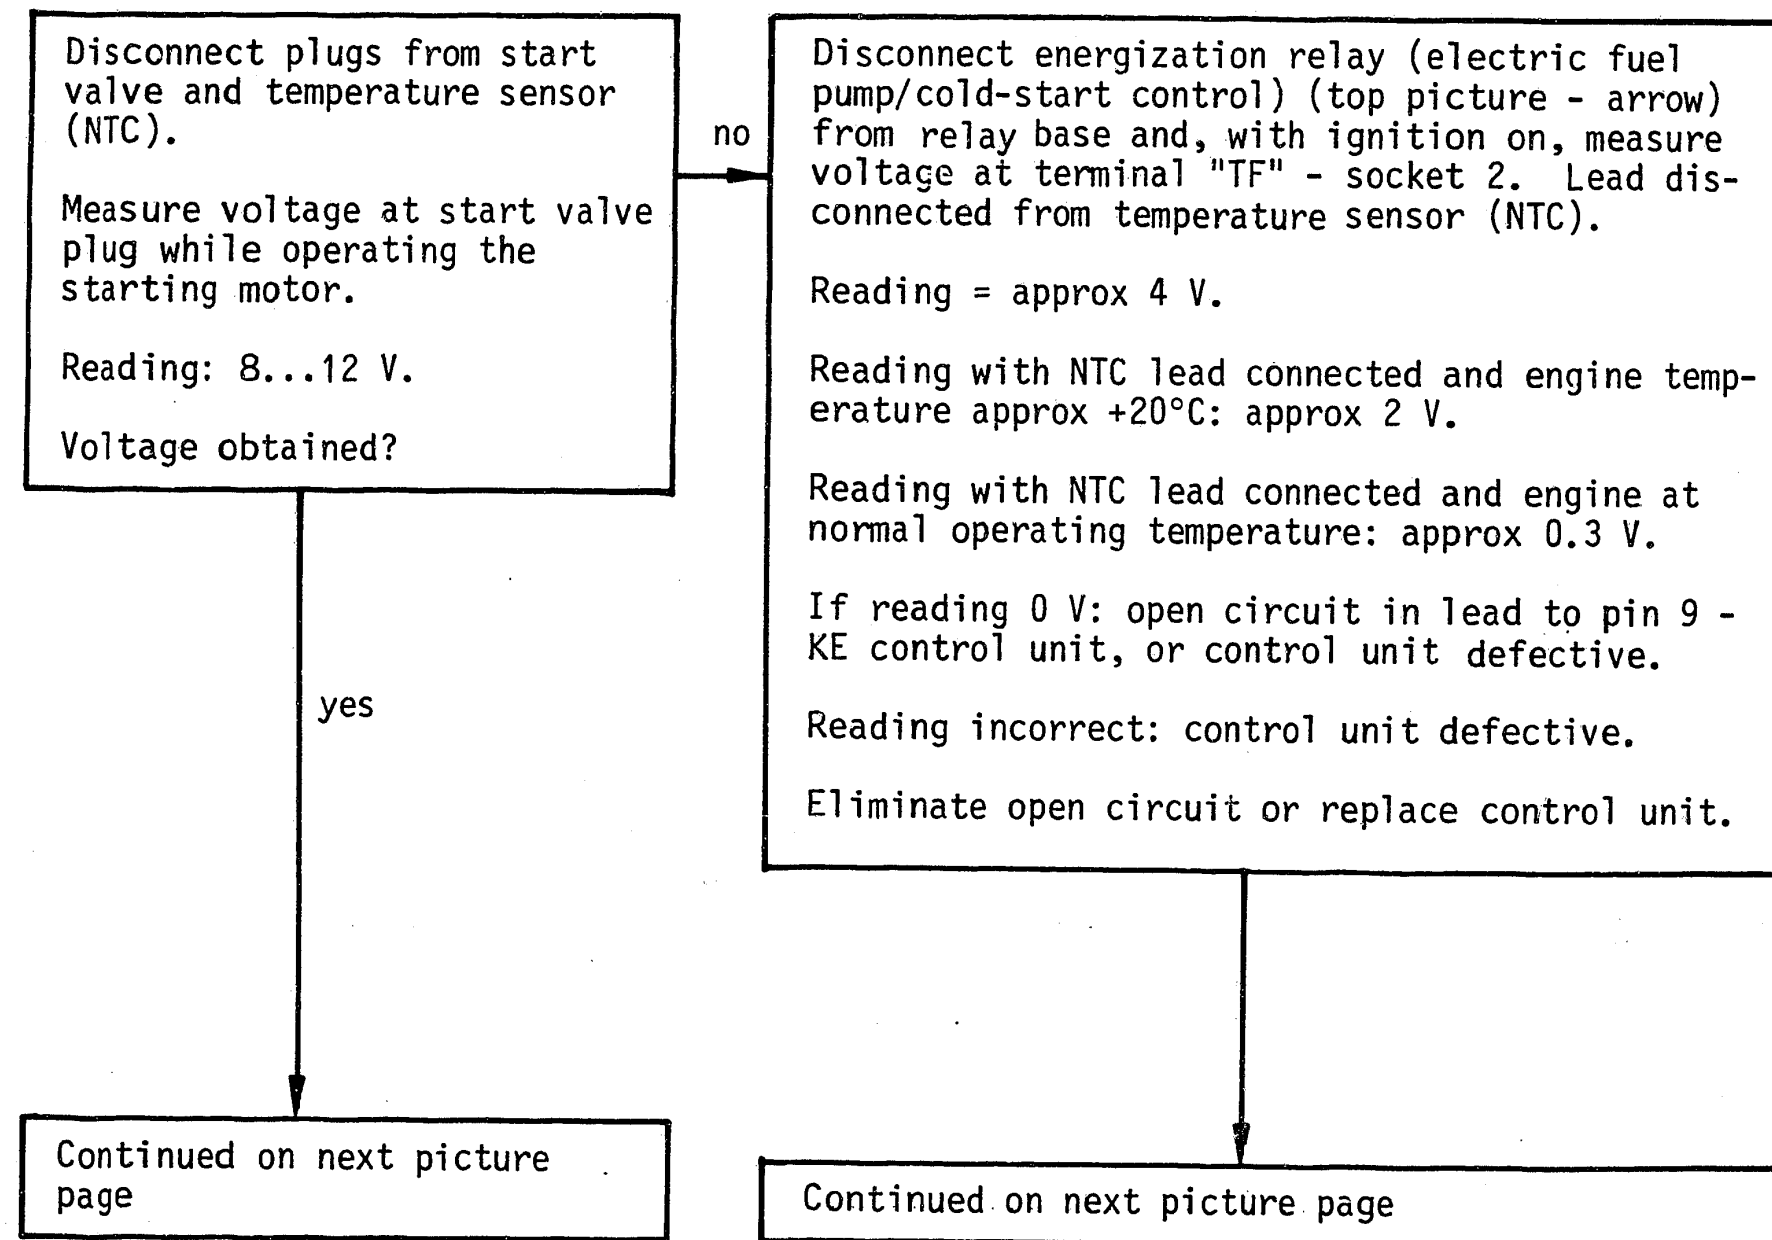 Disconnect plugs from start
valve and temperature sensor
(NTC).
Measure voltage at start valve
plug while operating the
starting motor.
Reading: 8...12 V.
Voltage obtained?
no
Disconnect energization relay (electric fuel
pump/cold-start control) (top picture - arrow)
from relay base and, with ignition on, measure
voltage at terminal "TF" - socket 2. Lead dis-
connected from temperature sensor (NTC).
Reading = approx 4 V.
Reading with NTC lead connected and engine temp-
erature approx +20°C: approx 2 V.
Reading with NTC lead connected and engine at
normal operating temperature: approx 0.3 V.
If reading 0 V: open circuit in lead to pin 9 -
KE control unit, or control unit defective.
Reading incorrect: control unit defective.
Eliminate open circuit or replace control unit.
yes
Continued on next picture
page
Continued on next picture page